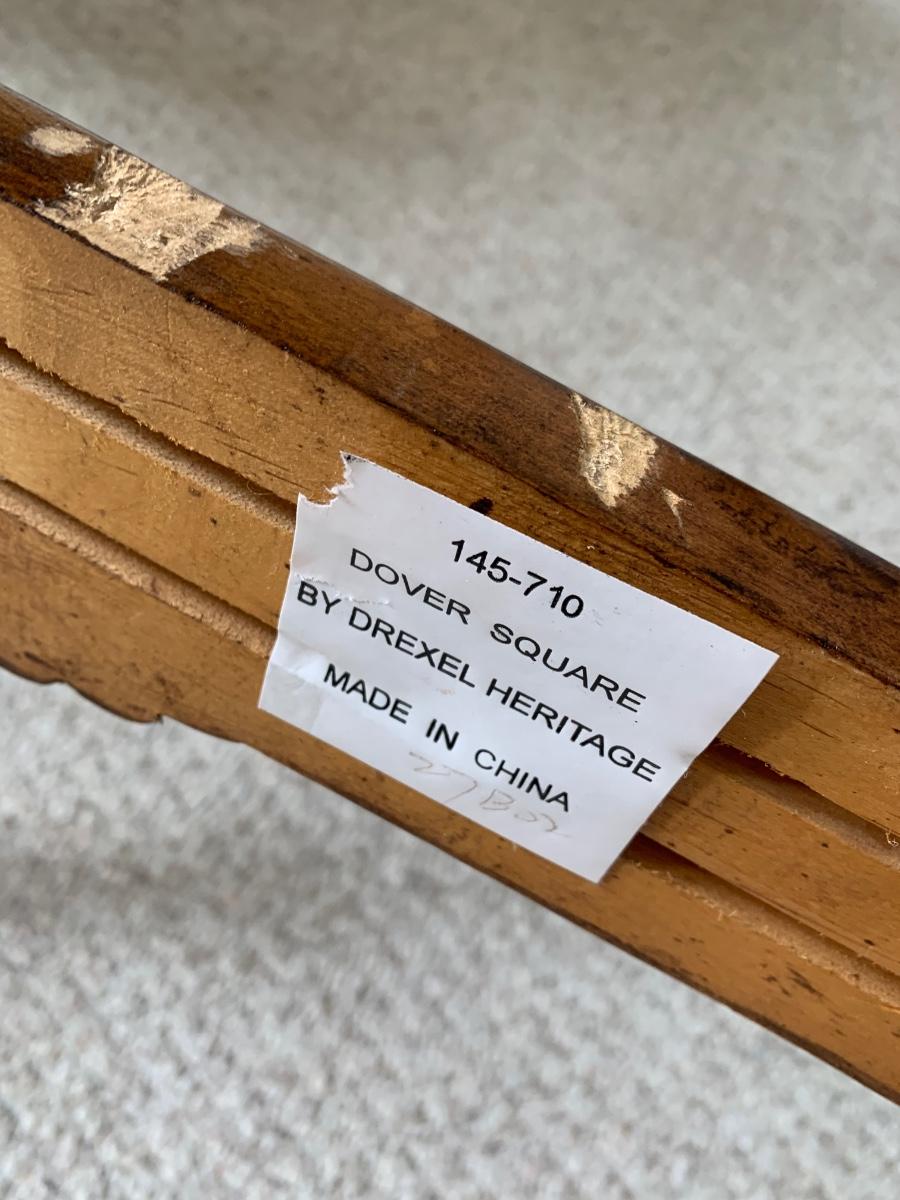 145-710
DOVER SQUARE
BY DREXEL HERITAGE
MADE IN CHINA